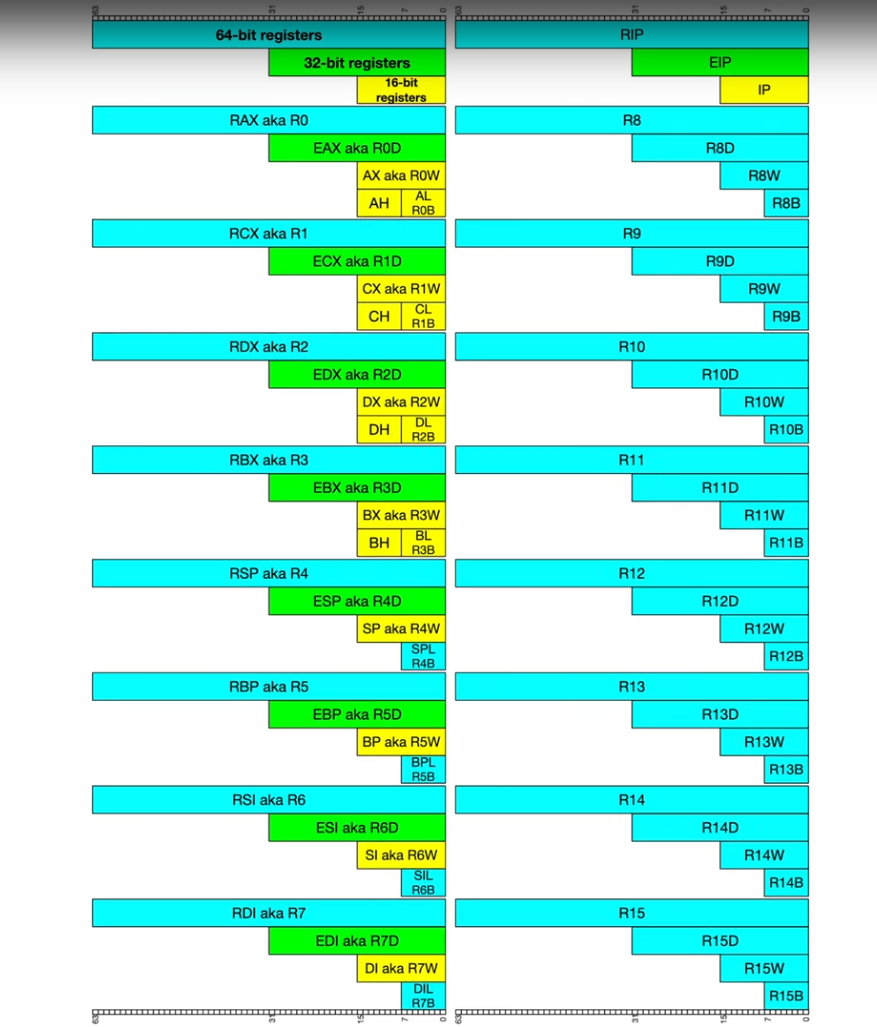 63 31 15 7 0
64-bit registers
32-bit registers
16-bit
registers
RAX aka R0
EAX aka R0D
AX aka R0W
AH
AL
R0B
RCX aka R1
ECX aka R1D
CX aka R1W
CH
CL
R1B
RDX aka R2
EDX aka R2D
DX aka R2W
DH
DL
R2B
RBX aka R3
EBX aka R3D
BX aka R3W
BH
BL
R3B
RSP aka R4
ESP aka R4D
SP aka R4W
SPL
R4B
RBP aka R5
EBP aka R5D
BP aka R5W
BPL
R5B
RSI aka R6
ESI aka R6D
SI aka R6W
SIL
R6B
RDI aka R7
EDI aka R7D
DI aka R7W
DIL
R7B
63 31 15 7 0
63 31 15 7 0
RIP
EIP
IP
R8
R8D
R8W
R8B
R9
R9D
R9W
R9B
R10
R10D
R10W
R10B
R11
R11D
R11W
R11B
R12
R12D
R12W
R12B
R13
R13D
R13W
R13B
R14
R14D
R14W
R14B
R15
R15D
R15W
R15B
63 31 15 7 0